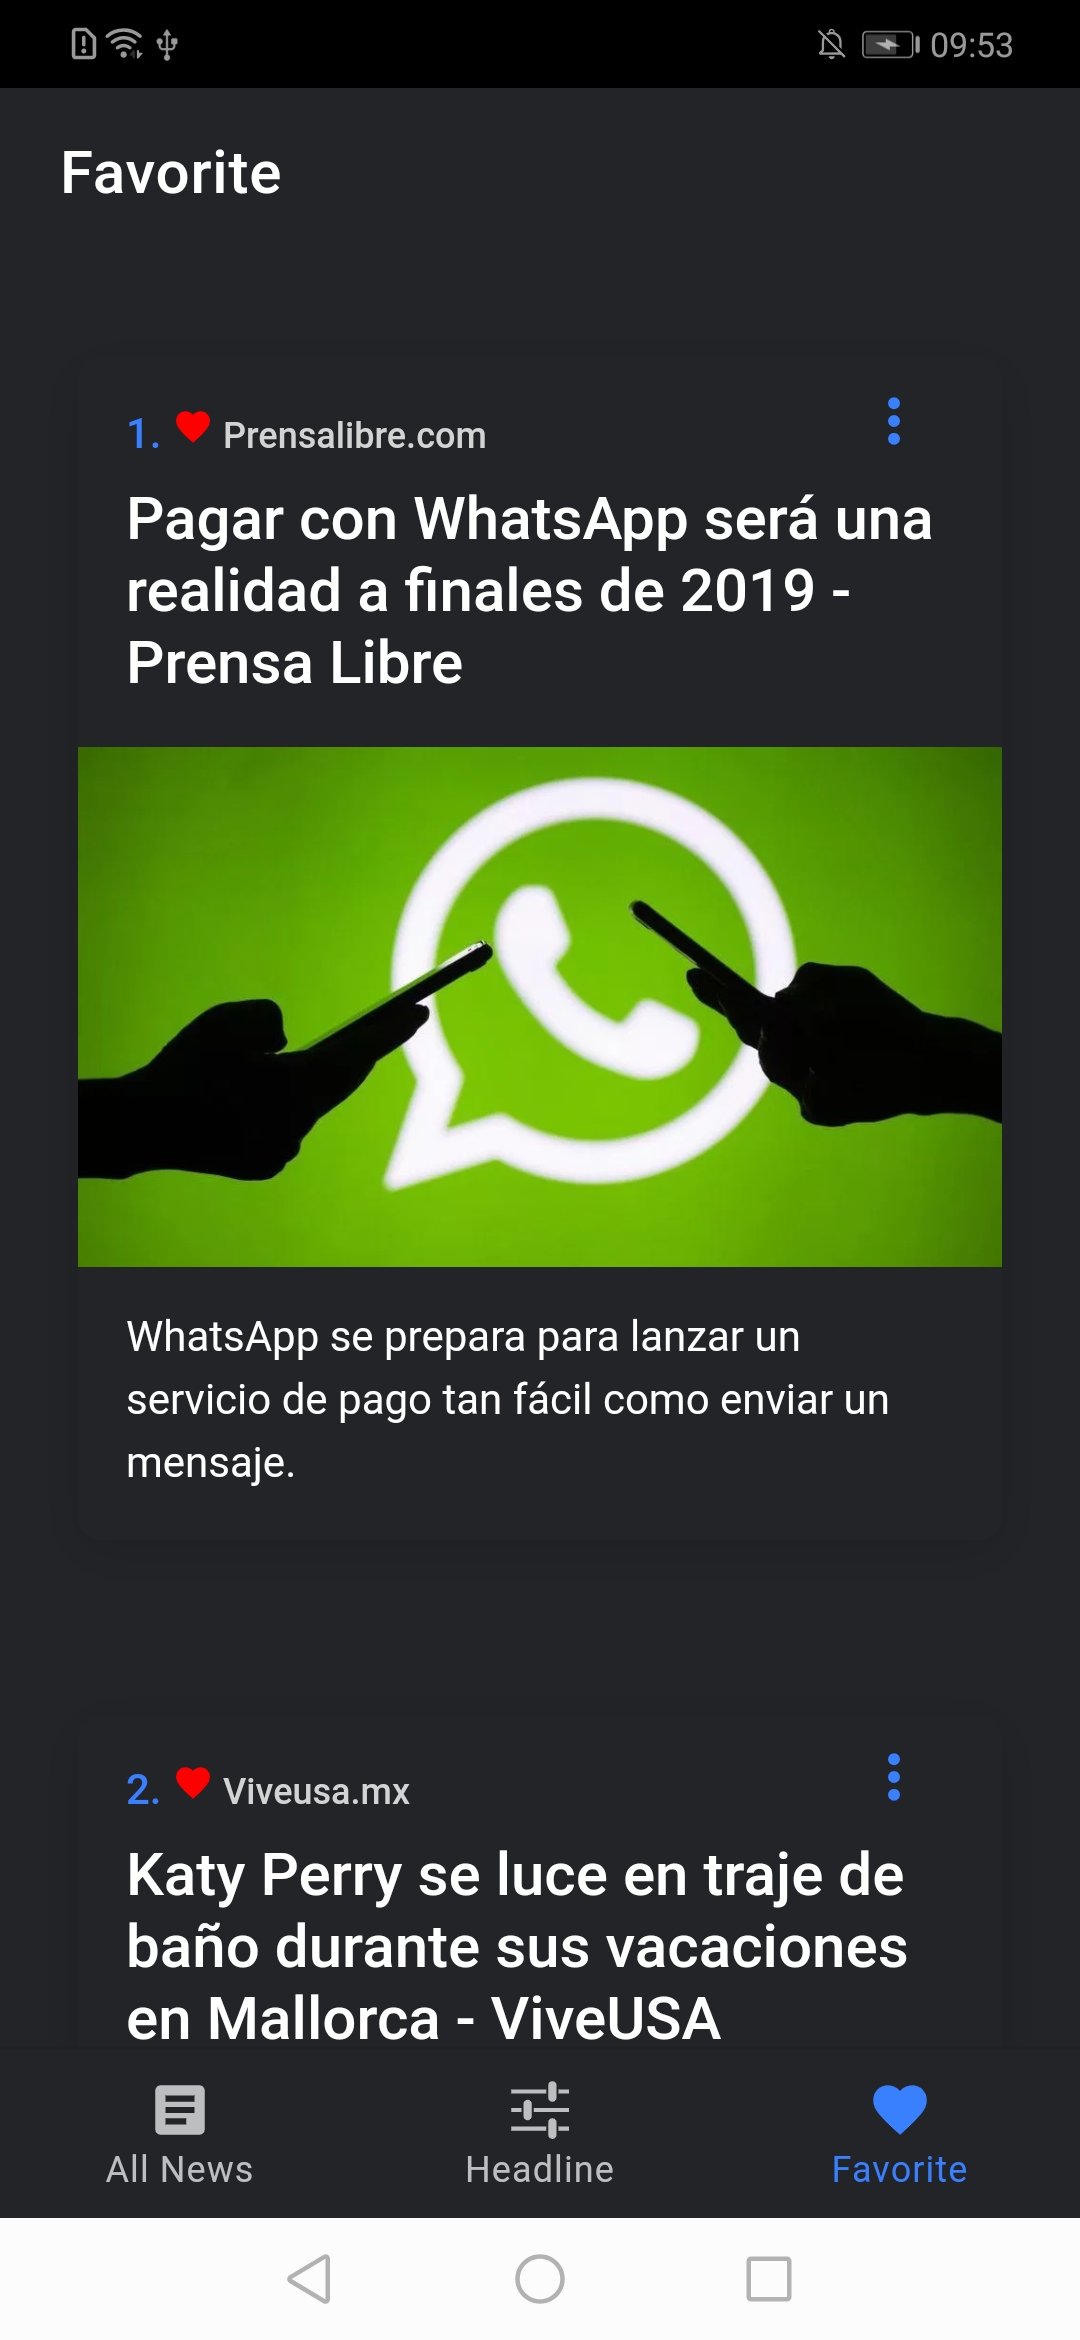 09:53
Favorite
1. Prensalibre.com
Pagar con WhatsApp será una
realidad a finales de 2019 -
Prensa Libre
WhatsApp se prepara para lanzar un
servicio de pago tan fácil como enviar un
mensaje.
2. Viveusa.mx
Katy Perry se luce en traje de
baño durante sus vacaciones
en Mallorca - ViveUSA
All News
Headline
Favorite